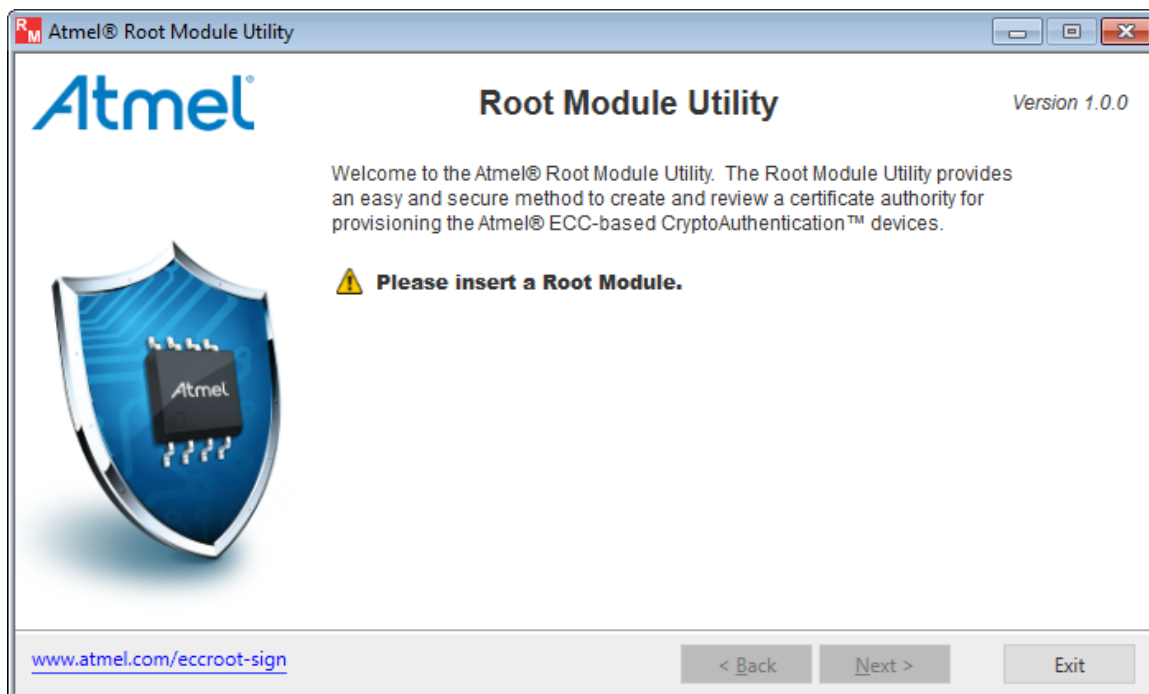 RM Atmel® Root Module Utility
Atmel®
Root Module Utility
Version 1.0.0
Welcome to the Atmel® Root Module Utility. The Root Module Utility provides
an easy and secure method to create and review a certificate authority for
provisioning the Atmel® ECC-based CryptoAuthentication™ devices.
Please insert a Root Module.
Atmel
www.atmel.com/eccroot-sign
< Back
Next >
Exit